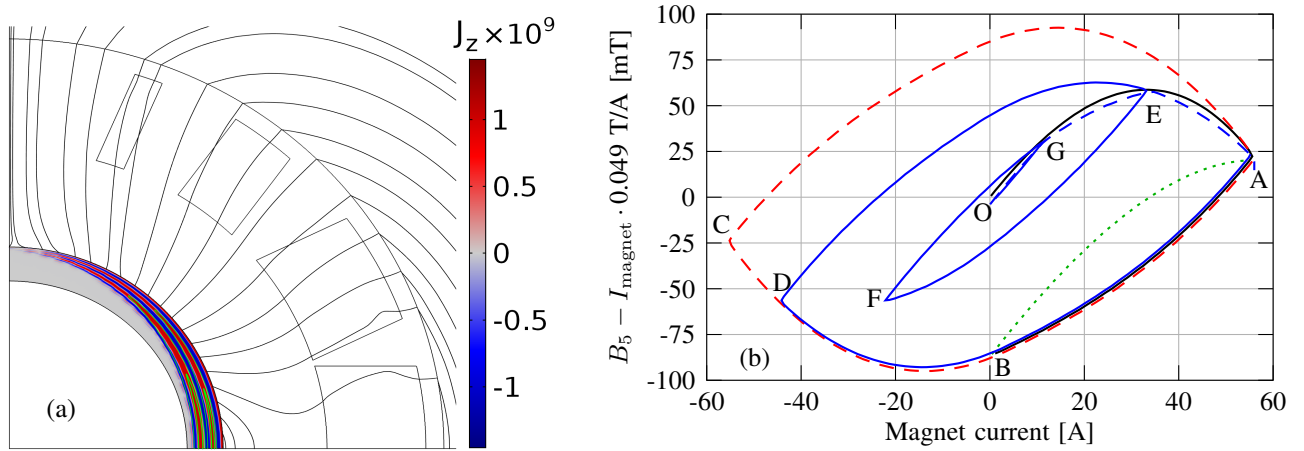 J_z ×10^9
1
0.5
0
-0.5
-1
(a)
B_5 − I_magnet · 0.049 T/A [mT]
100
75
50
25
0
-25
-50
-75
-100
-60 -40 -20 0 20 40 60
Magnet current [A]
E
G
A
O
C
D
F
B
(b)